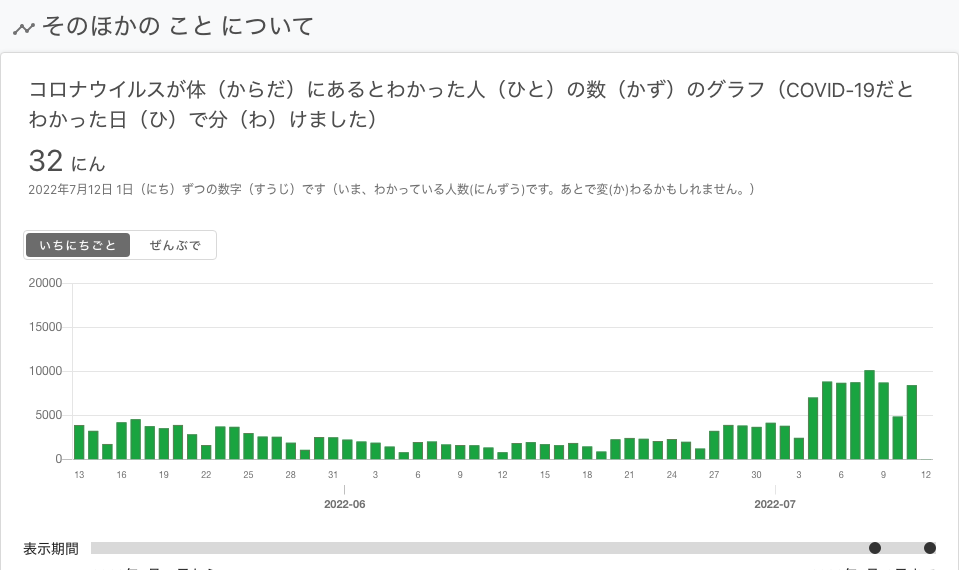 そのほかの こと について
コロナウイルスが体（からだ）にあるとわかった人（ひと）の数（かず）のグラフ（COVID-19だと
わかった日（ひ）で分（わ）けました）
32 にん
2022年7月12日 1日（にち）ずつの数字（すうじ）です（いま、わかっている人数(にんずう)です。あとで変(か)わるかもしれません。）
いちにちごと ぜんぶで
20000
15000
10000
5000
0
13 16 19 22 25 28 31 3 6 9 12 15 18 21 24 27 30 3 6 9 12
2022-06 2022-07
表示期間